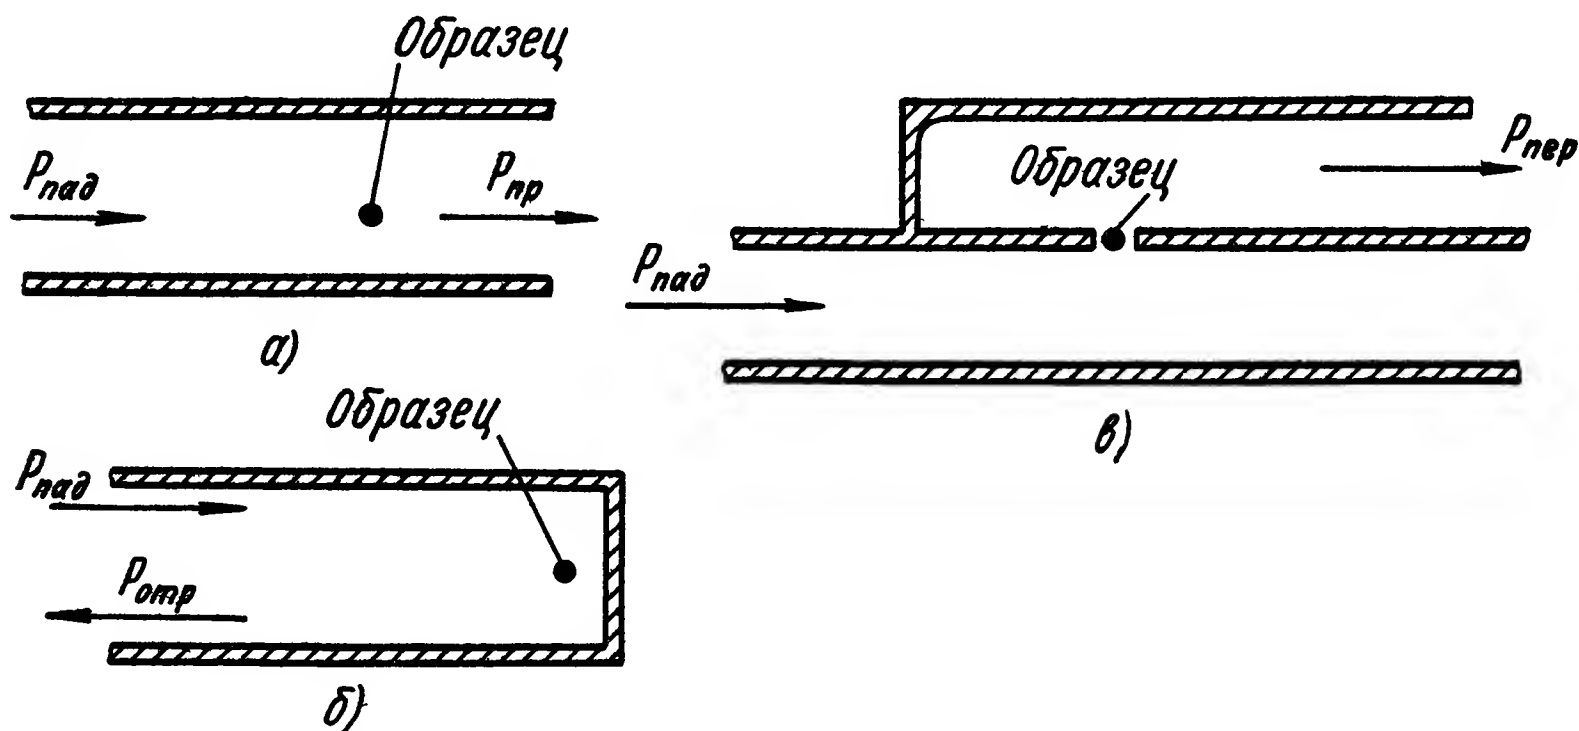 Образец
Pпад
Pпр
а)
Образец
Pпад
Pотр
б)
Образец
Pпер
Pпад
в)